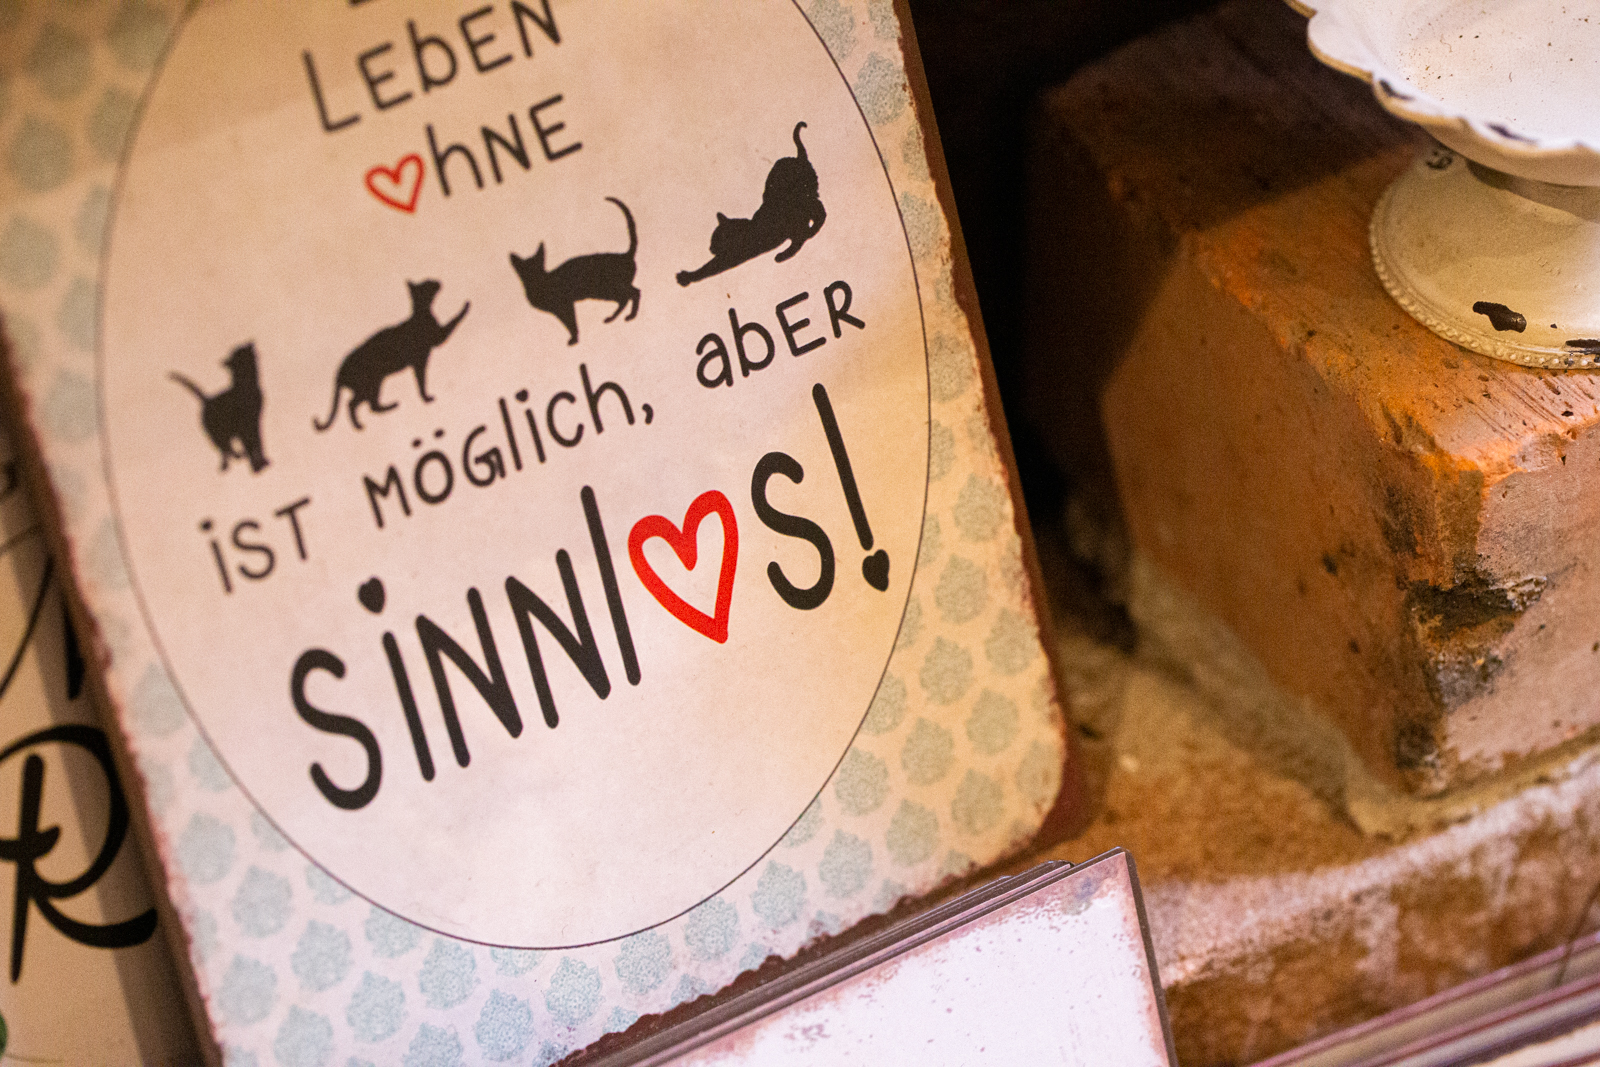 LEbEN
♥hNE
iST MÖGlich, abER
SiNNl♥S!
R